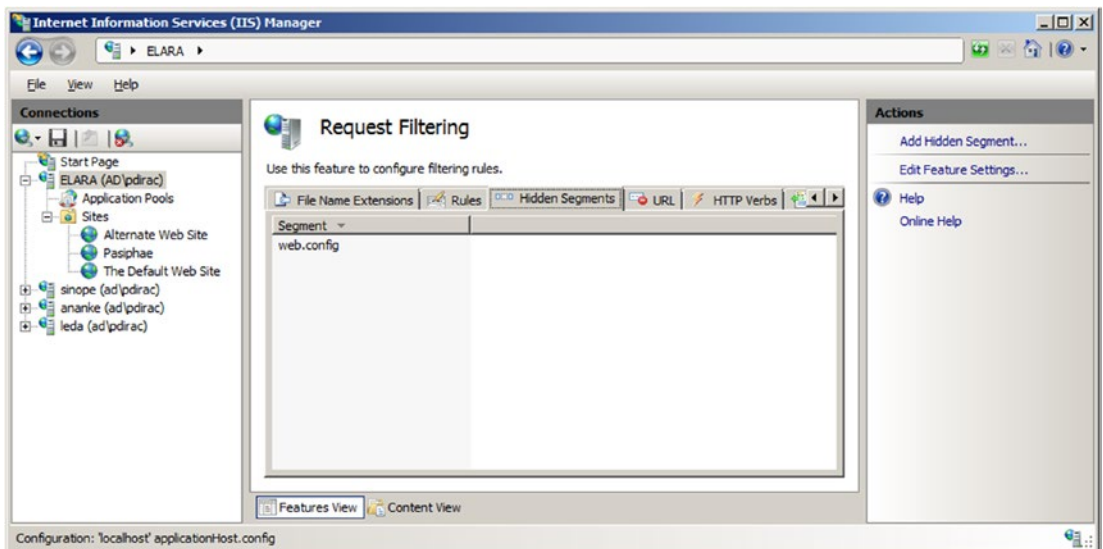 Internet Information Services (IIS) Manager
ELARA
File View Help
Connections
Start Page
ELARA (AD\pdirac)
Application Pools
Sites
Alternate Web Site
Pasiphae
The Default Web Site
sinope (ad\pdirac)
ananke (ad\pdirac)
leda (ad\pdirac)
Request Filtering
Use this feature to configure filtering rules.
File Name Extensions Rules Hidden Segments URL HTTP Verbs
Segment
web.config
Features View Content View
Actions
Add Hidden Segment...
Edit Feature Settings...
Help
Online Help
Configuration: 'localhost' applicationHost.config